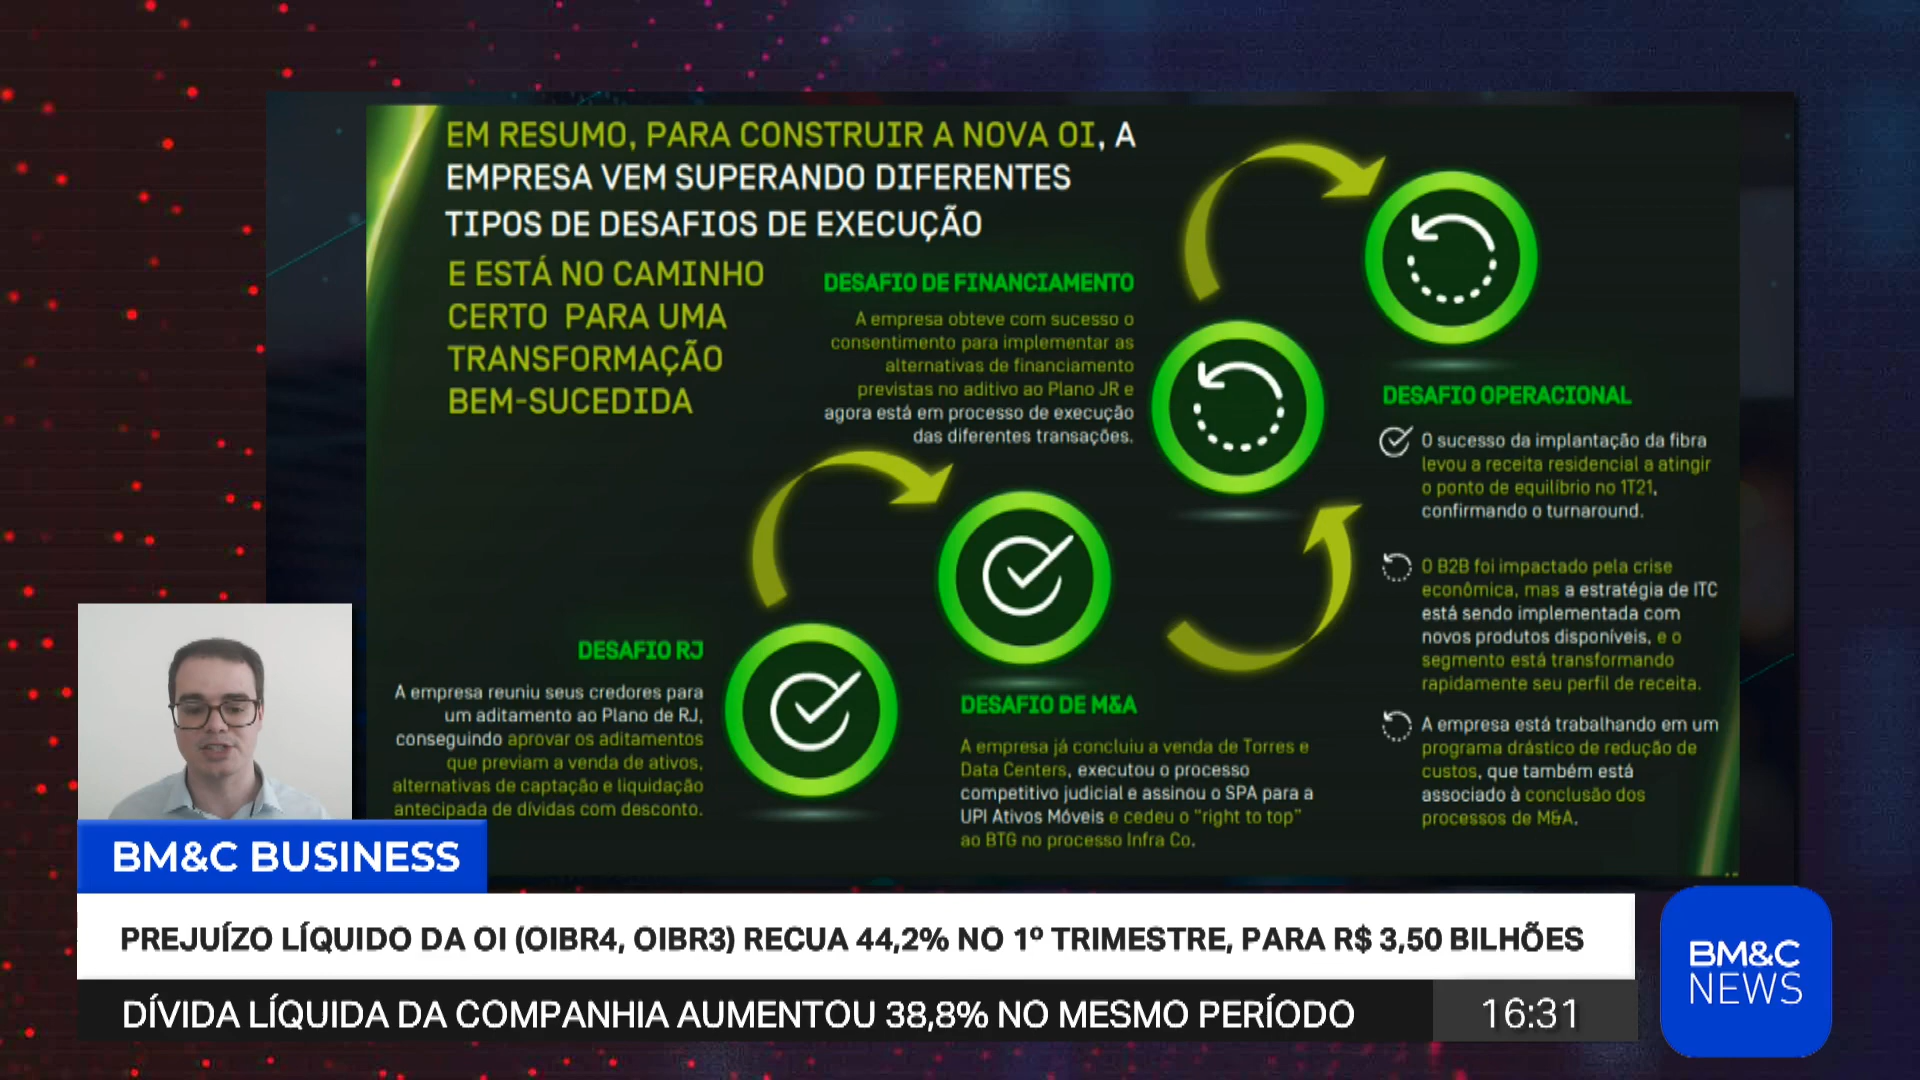 EM RESUMO, PARA CONSTRUIR A NOVA OI, A
EMPRESA VEM SUPERANDO DIFERENTES
TIPOS DE DESAFIOS DE EXECUÇÃO
E ESTÁ NO CAMINHO
CERTO PARA UMA
TRANSFORMAÇÃO
BEM-SUCEDIDA
DESAFIO DE FINANCIAMENTO
A empresa obteve com sucesso o
consentimento para implementar as
alternativas de financiamento
previstas no aditivo ao Plano JR e
agora está em processo de execução
das diferentes transações.
DESAFIO OPERACIONAL
O sucesso da implantação da fibra
levou a receita residencial a atingir
o ponto de equilíbrio no 1T21,
confirmando o turnaround.
O B2B foi impactado pela crise
econômica, mas a estratégia de ITC
está sendo implementada com
novos produtos disponíveis, e o
segmento está transformando
rapidamente seu perfil de receita.
A empresa está trabalhando em um
programa drástico de redução de
custos, que também está
associado à conclusão dos
processos de M&A.
DESAFIO RJ
A empresa reuniu seus credores para
um aditamento ao Plano de RJ,
conseguindo aprovar os aditamentos
que previam a venda de ativos,
alternativas de captação e liquidação
antecipada de dívidas com desconto.
DESAFIO DE M&A
A empresa já concluiu a venda de Torres e
Data Centers, executou o processo
competitivo judicial e assinou o SPA para a
UPI Ativos Móveis e cedeu o "right to top"
ao BTG no processo Infra Co.
BM&C BUSINESS
PREJUÍZO LÍQUIDO DA OI (OIBR4, OIBR3) RECUA 44,2% NO 1º TRIMESTRE, PARA R$ 3,50 BILHÕES
DÍVIDA LÍQUIDA DA COMPANHIA AUMENTOU 38,8% NO MESMO PERÍODO
16:31
BM&C
NEWS